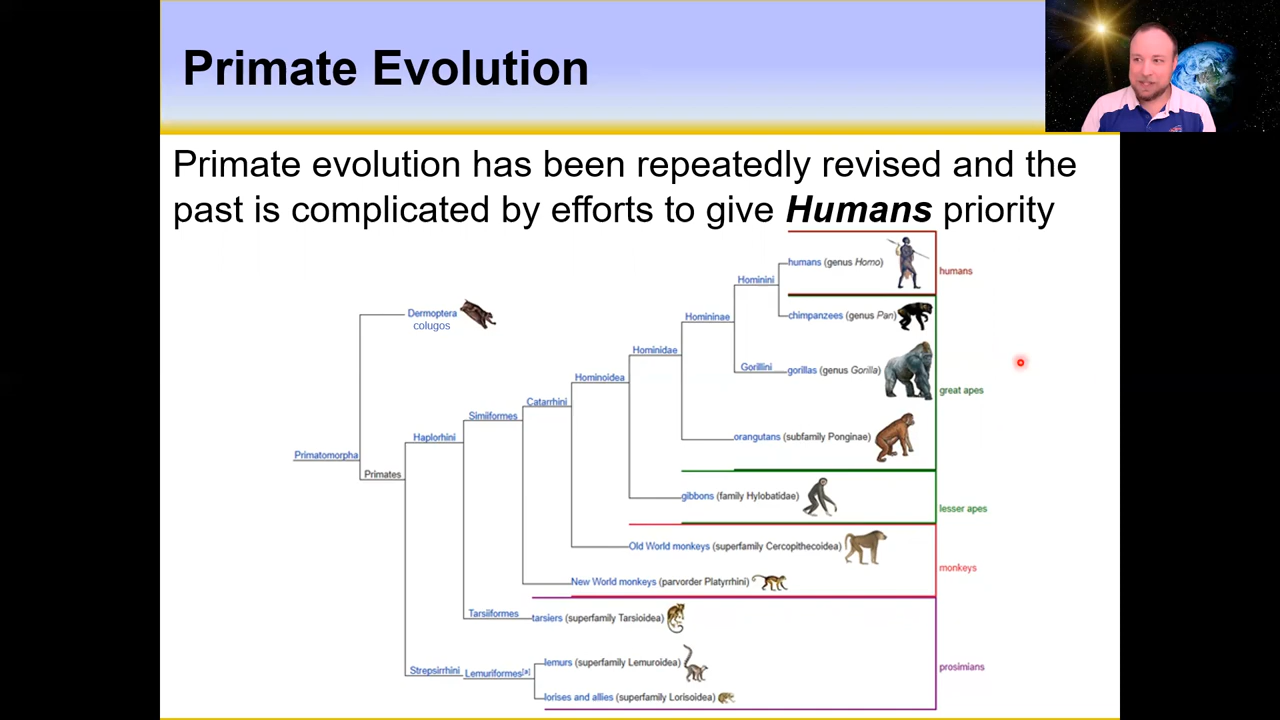 Primate Evolution
Primate evolution has been repeatedly revised and the
past is complicated by efforts to give Humans priority
humans (genus Homo)
humans
Hominini
Dermoptera
colugos
chimpanzees (genus Pan)
Homininae
Hominidae
Gorillini
gorillas (genus Gorilla)
Hominoidea
great apes
Catarrhini
Simiiformes
Haplorhini
orangutans (subfamily Ponginae)
Primatomorpha
Primates
gibbons (family Hylobatidae)
lesser apes
Old World monkeys (superfamily Cercopithecoidea)
monkeys
New World monkeys (parvorder Platyrrhini)
Tarsiiformes
tarsiers (superfamily Tarsioidea)
lemurs (superfamily Lemuroidea)
prosimians
Strepsirrhini
Lemuriformes[a]
lorises and allies (superfamily Lorisoidea)